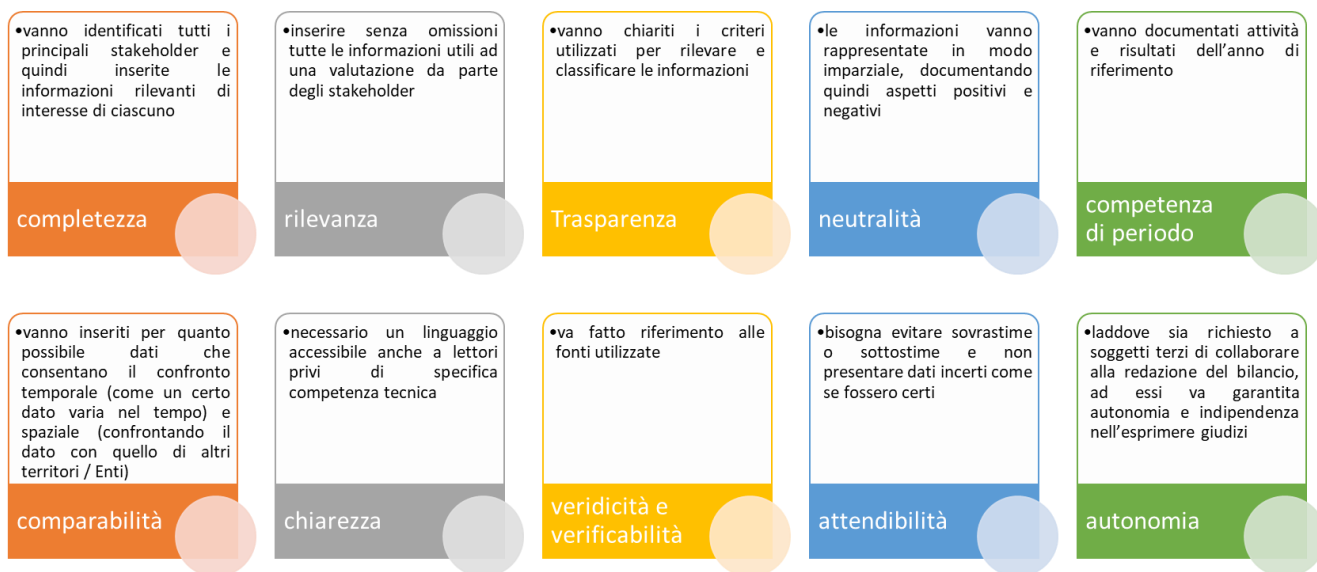 •vanno identificati tutti i
principali stakeholder e
quindi inserite le
informazioni rilevanti di
interesse di ciascuno
completezza
•inserire senza omissioni
tutte le informazioni utili ad
una valutazione da parte
degli stakeholder
rilevanza
•vanno chiariti i criteri
utilizzati per rilevare e
classificare le informazioni
Trasparenza
•le informazioni vanno
rappresentate in modo
imparziale, documentando
quindi aspetti positivi e
negativi
neutralità
•vanno documentati attività
e risultati dell'anno di
riferimento
competenza
di periodo
•vanno inseriti per quanto
possibile dati che
consentano il confronto
temporale (come un certo
dato varia nel tempo) e
spaziale (confrontando il
dato con quello di altri
territori / Enti)
comparabilità
•necessario un linguaggio
accessibile anche a lettori
privi di specifica
competenza tecnica
chiarezza
•va fatto riferimento alle
fonti utilizzate
veridicità e
verificabilità
•bisogna evitare sovrastime
o sottostime e non
presentare dati incerti come
se fossero certi
attendibilità
•laddove sia richiesto a
soggetti terzi di collaborare
alla redazione del bilancio,
ad essi va garantita
autonomia e indipendenza
nell'esprimere giudizi
autonomia